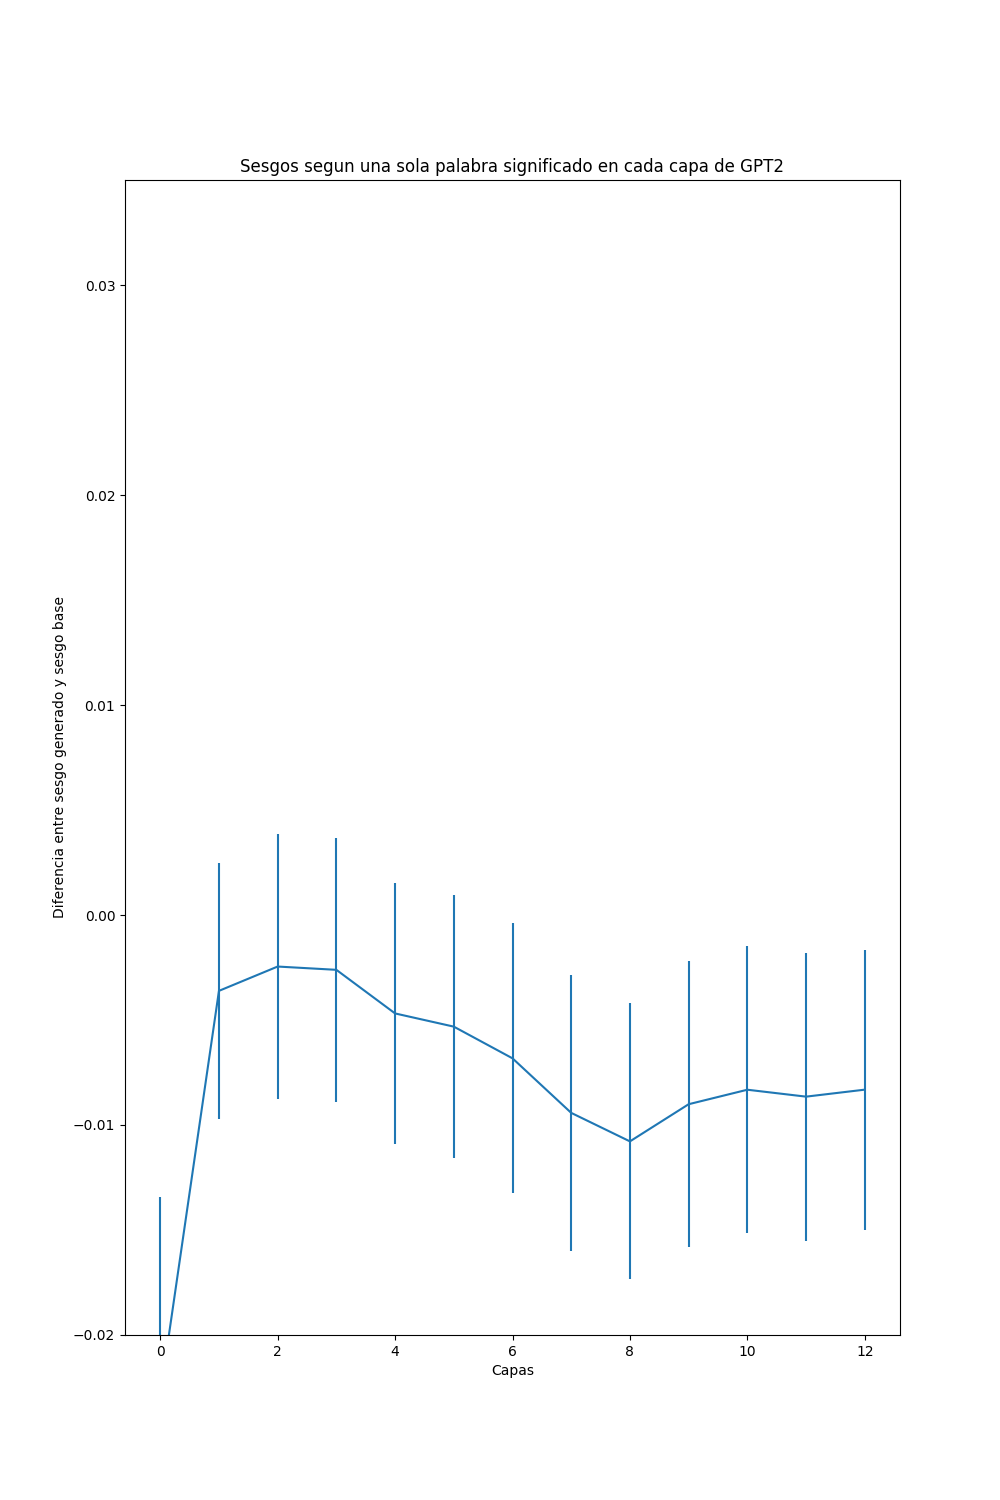 Sesgos segun una sola palabra significado en cada capa de GPT2
Diferencia entre sesgo generado y sesgo base
0.03
0.02
0.01
0.00
−0.01
−0.02
0 2 4 6 8 10 12
Capas